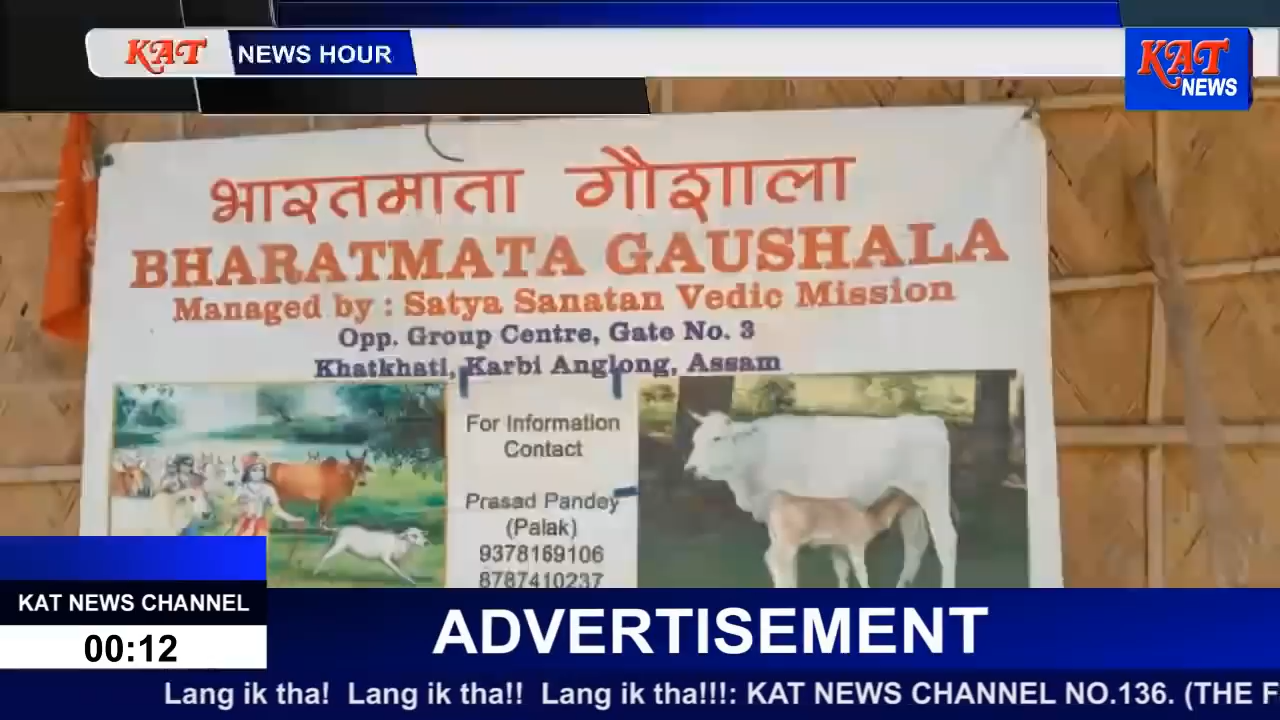 KAT NEWS HOUR
KAT
NEWS
भारतमाता गौशाला
BHARATMATA GAUSHALA
Managed by : Satya Sanatan Vedic Mission
Opp. Group Centre, Gate No. 3
Khatkhati, Karbi Anglong, Assam
For Information
Contact
Prasad Pandey
(Palak)
9378169106
8787410237
KAT NEWS CHANNEL
00:12
ADVERTISEMENT
Lang ik tha! Lang ik tha!! Lang ik tha!!!: KAT NEWS CHANNEL NO.136. (THE F